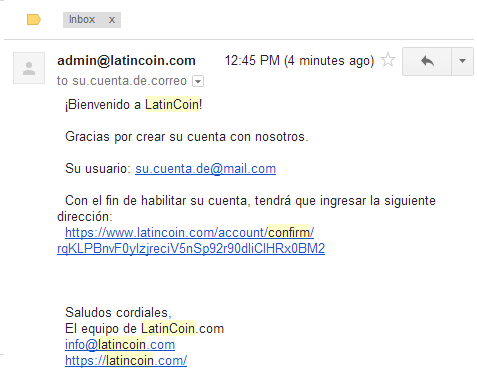 Inbox x
admin@latincoin.com 12:45 PM (4 minutes ago)
to su.cuenta.de.correo
¡Bienvenido a LatinCoin!
Gracias por crear su cuenta con nosotros.
Su usuario: su.cuenta.de@mail.com
Con el fin de habilitar su cuenta, tendrá que ingresar la siguiente
dirección:
https://www.latincoin.com/account/confirm/
rqKLPBnvF0ylzjreciV5nSp92r90dliClHRx0BM2
Saludos cordiales,
El equipo de LatinCoin.com
info@latincoin.com
https://latincoin.com/